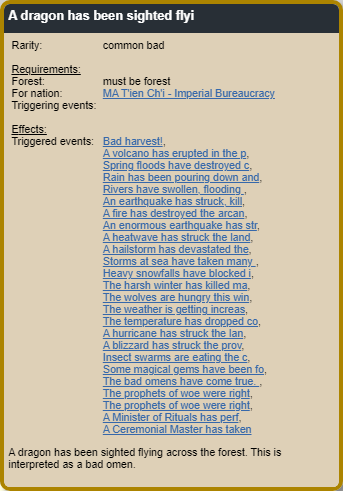 A dragon has been sighted flyi
Rarity: common bad
Requirements:
Forest: must be forest
For nation: MA T'ien Ch'i - Imperial Bureaucracy
Triggering events:
Effects:
Triggered events: Bad harvest!,
A volcano has erupted in the p,
Spring floods have destroyed c,
Rain has been pouring down and,
Rivers have swollen, flooding ,
An earthquake has struck, kill,
A fire has destroyed the arcan,
An enormous earthquake has str,
A heatwave has struck the land,
A hailstorm has devastated the,
Storms at sea have taken many ,
Heavy snowfalls have blocked i,
The harsh winter has killed ma,
The wolves are hungry this win,
The weather is getting increas,
The temperature has dropped co,
A hurricane has struck the lan,
A blizzard has struck the prov,
Insect swarms are eating the c,
Some magical gems have been fo,
The bad omens have come true. ,
The prophets of woe were right,
The prophets of woe were right,
A Minister of Rituals has perf,
A Ceremonial Master has taken
A dragon has been sighted flying across the forest. This is
interpreted as a bad omen.